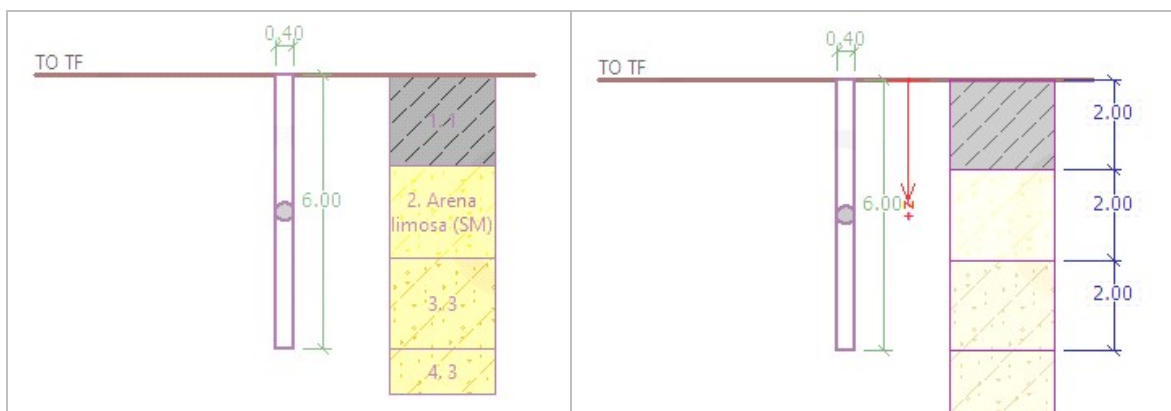 0.40
TO TF
1, 1
6.00
2. Arena
limosa (SM)
3, 3
4, 3
0.40
TO TF
2.00
6.00
+z
2.00
2.00